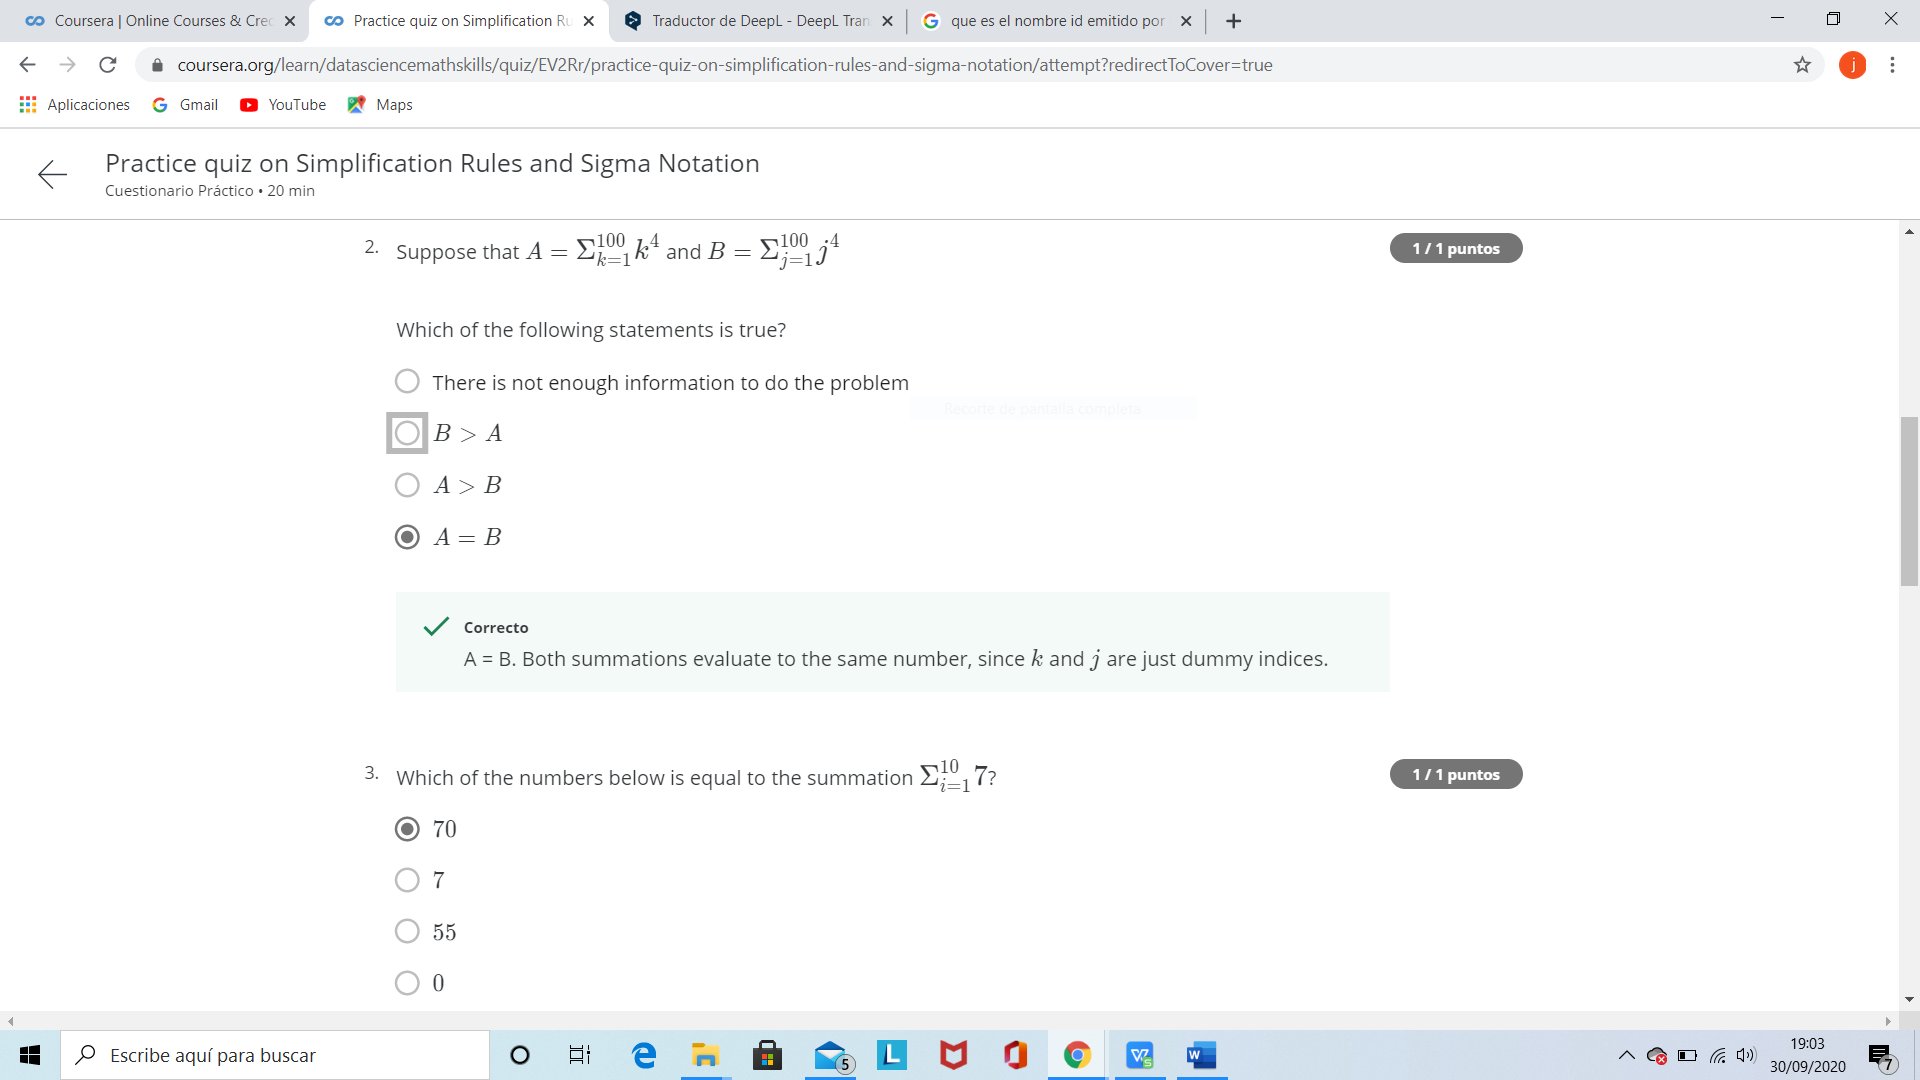 Coursera | Online Courses & Cre
Practice quiz on Simplification Ru
Traductor de DeepL - DeepL Tran
que es el nombre id emitido por
coursera.org/learn/datasciencemathskills/quiz/EV2Rr/practice-quiz-on-simplification-rules-and-sigma-notation/attempt?redirectToCover=true
j
Aplicaciones
Gmail
YouTube
Maps
Practice quiz on Simplification Rules and Sigma Notation
Cuestionario Práctico • 20 min
2. Suppose that A = Σ_{k=1}^{100} k^4 and B = Σ_{j=1}^{100} j^4
1 / 1 puntos
Which of the following statements is true?
There is not enough information to do the problem
Recorte de pantalla completa
B > A
A > B
A = B
Correcto
A = B. Both summations evaluate to the same number, since k and j are just dummy indices.
3. Which of the numbers below is equal to the summation Σ_{i=1}^{10} 7?
1 / 1 puntos
70
7
55
0
Escribe aquí para buscar
5
L
W
19:03
30/09/2020
7